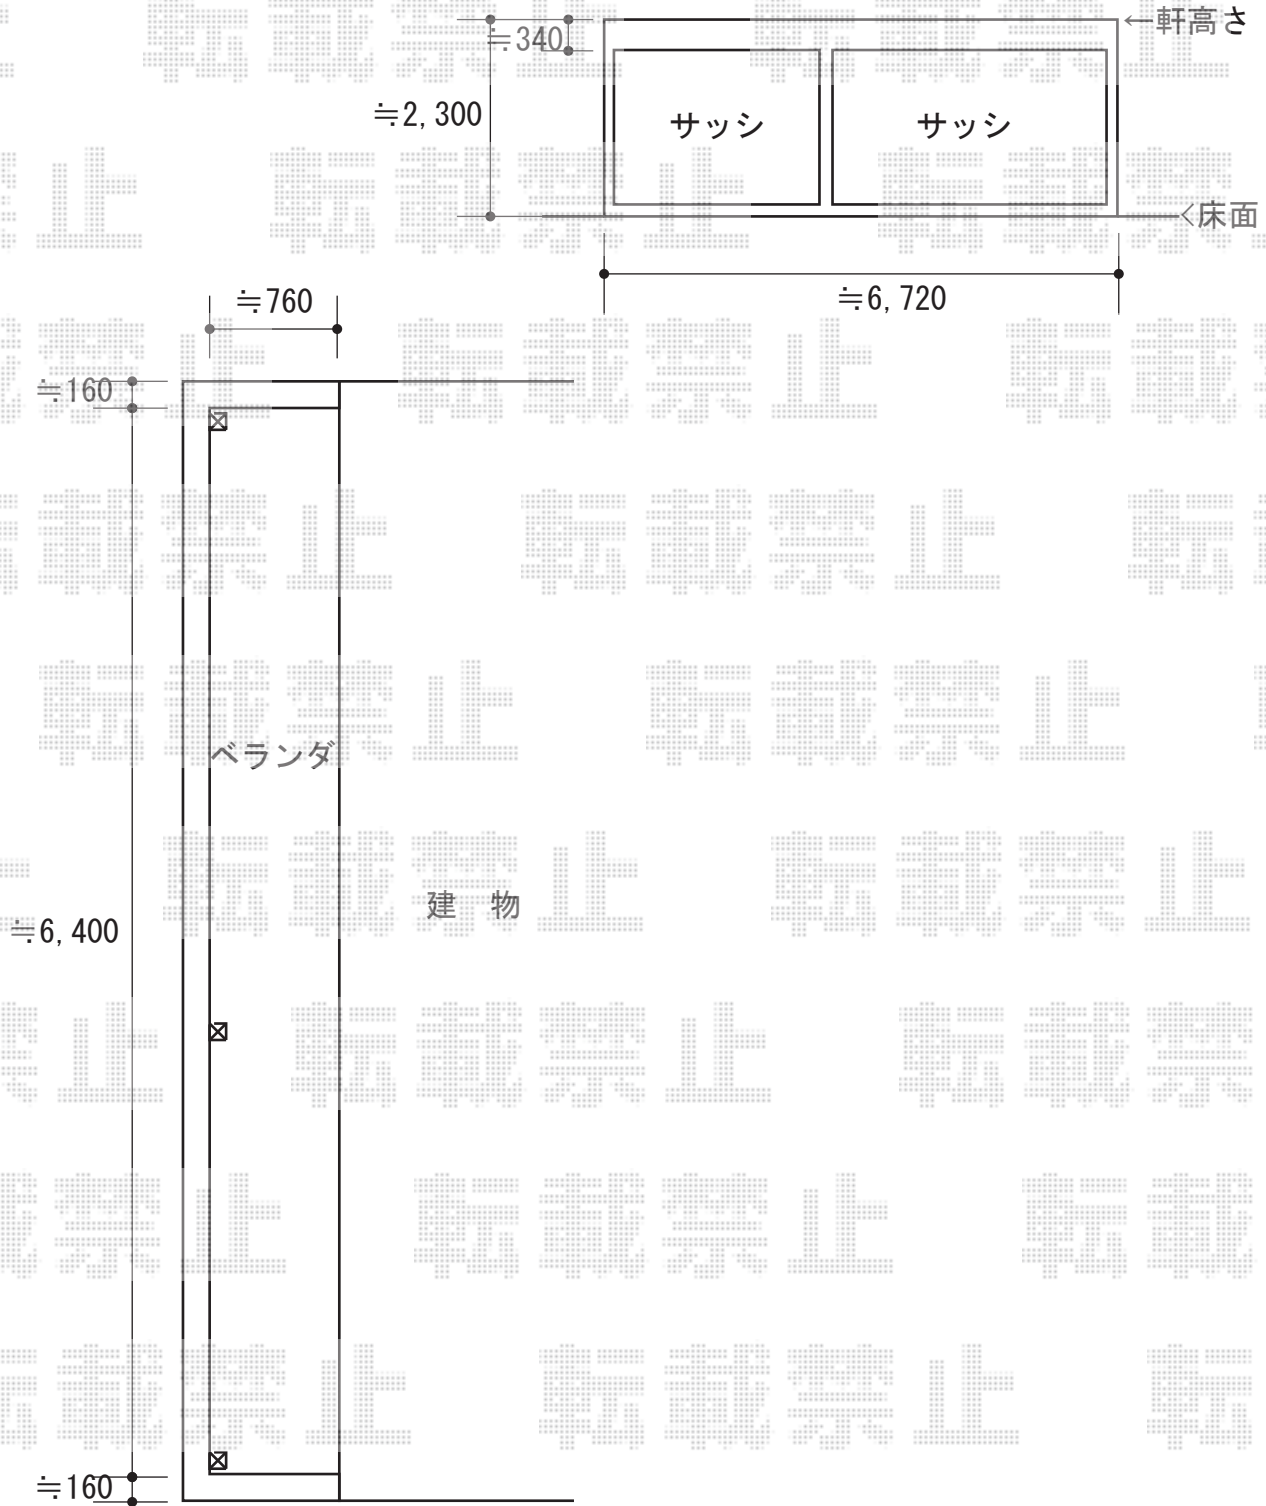 軒高さ
≒340
≒2,300
サッシ
サッシ
床面
≒6,720
≒760
≒160
ベランダ
建 物
≒6,400
≒160
転載禁止